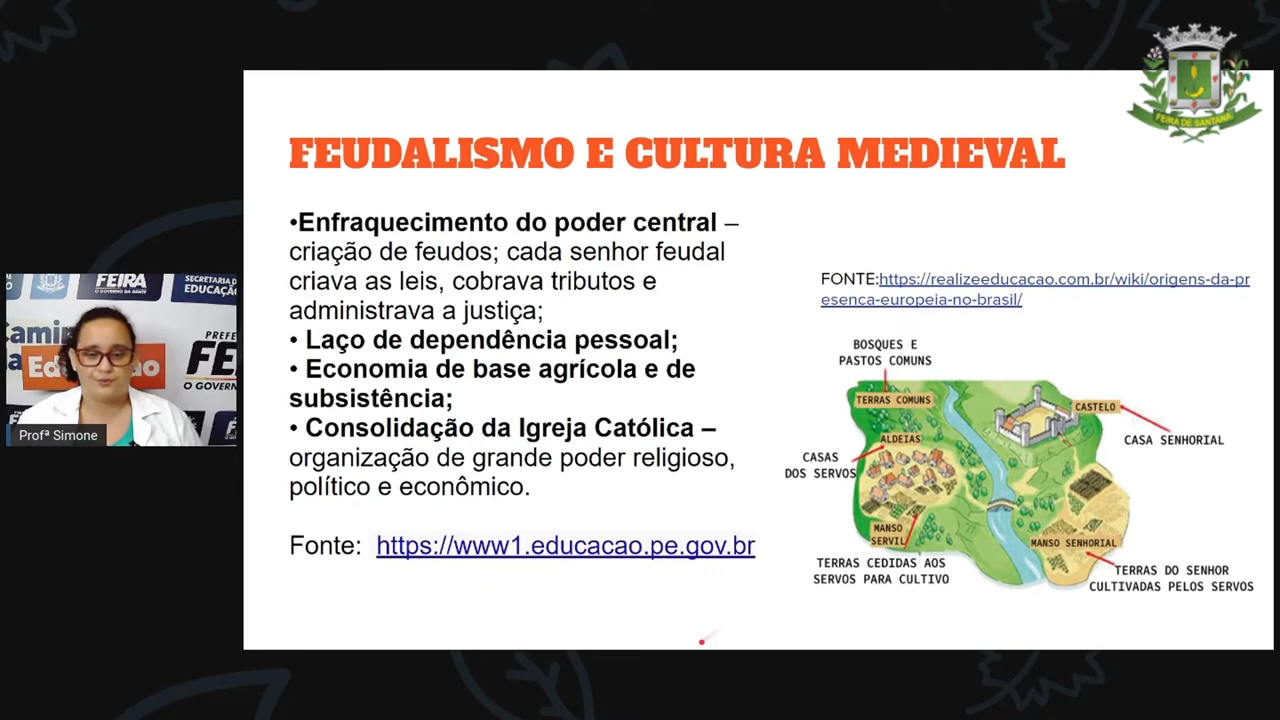 FEIRA DE SANTANA
FEUDALISMO E CULTURA MEDIEVAL
•Enfraquecimento do poder central –
criação de feudos; cada senhor feudal
criava as leis, cobrava tributos e
administrava a justiça;
• Laço de dependência pessoal;
• Economia de base agrícola e de
subsistência;
• Consolidação da Igreja Católica –
organização de grande poder religioso,
político e econômico.
Fonte: https://www1.educacao.pe.gov.br
FONTE:https://realizeeducacao.com.br/wiki/origens-da-pr
esenca-europeia-no-brasil/
BOSQUES E
PASTOS COMUNS
TERRAS COMUNS
CASTELO
CASA SENHORIAL
ALDEIAS
CASAS
DOS SERVOS
MANSO
SERVIL
MANSO SENHORIAL
TERRAS CEDIDAS AOS
SERVOS PARA CULTIVO
TERRAS DO SENHOR
CULTIVADAS PELOS SERVOS
FEIRA
SECRETARIA D
EDUCAÇÃO
Camin
PREFE
FE
O GOVERNO
Profª Simone